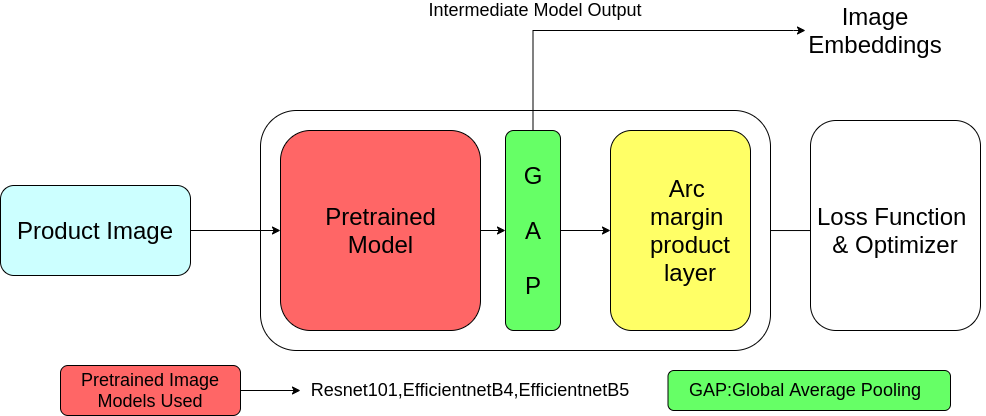 Intermediate Model Output
Image
Embeddings
Product Image
Pretrained
Model
G
A
P
Arc
margin
product
layer
Loss Function
& Optimizer
Pretrained Image
Models Used
Resnet101,EfficientnetB4,EfficientnetB5
GAP:Global Average Pooling